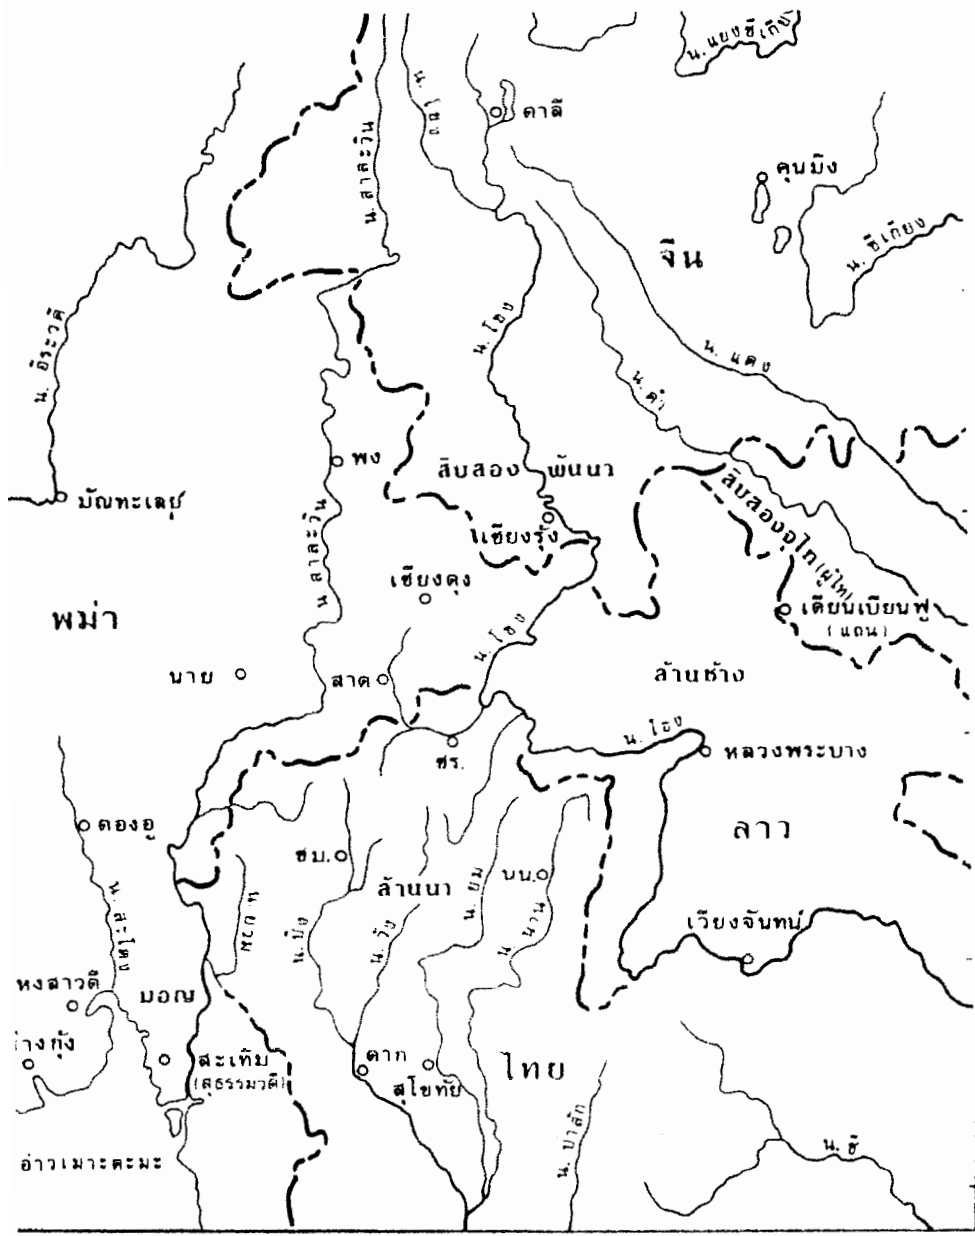 น. แยงซีเกียง
น. โขง
ตาลี
น. สาละวิน
คุนมิง
น. ซีเกียง
จีน
น. อิระวดี
น. โขง
น. แดง
น. ดำ
พง
สิบสอง พันนา
มัณฑะเลย์
สิบสองจุไท (ผู้ไท)
น สาละวิน
เชียงรุ้ง
เชียงตุง
เดียนเบียนฟู
(แถน)
พม่า
น. โขง
นาย
สาด
ล้านช้าง
น. โขง
หลวงพระบาง
ชร.
ตองอู
ลาว
ชม.
ล้านนา
น. ยม
นน.
น. สะโตง
น. ยวม
น. ปิง
น. วัง
น. น่าน
เวียงจันทน์
หงสาวดี
มอญ
ย่างกุ้ง
สะเทิม
(สุธรรมวดี)
ตาก
สุโขทัย
ไทย
น. ป่าสัก
น. ชี
อ่าวเมาะตะมะ